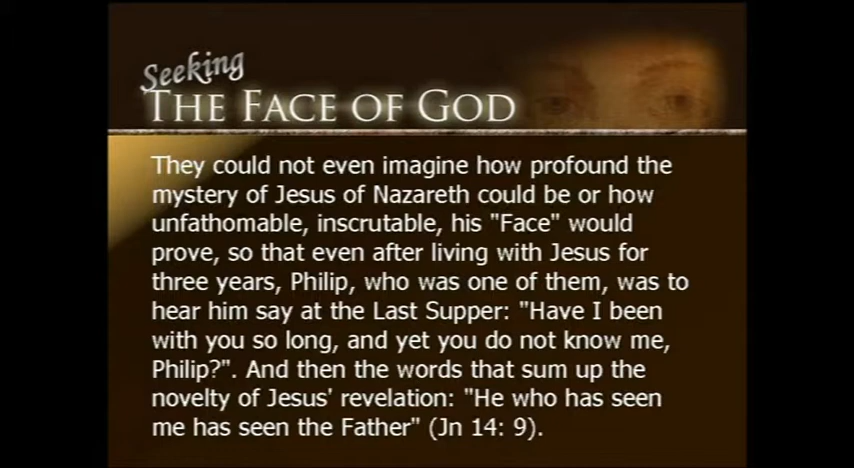 Seeking
THE FACE OF GOD
They could not even imagine how profound the
mystery of Jesus of Nazareth could be or how
unfathomable, inscrutable, his "Face" would
prove, so that even after living with Jesus for
three years, Philip, who was one of them, was to
hear him say at the Last Supper: "Have I been
with you so long, and yet you do not know me,
Philip?". And then the words that sum up the
novelty of Jesus' revelation: "He who has seen
me has seen the Father" (Jn 14: 9).